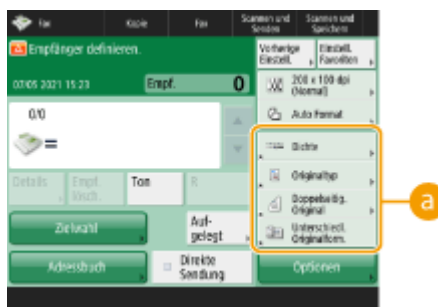 Fax
Kopie
Fax
Scannen und
Senden
Scannen und
Speichern
Empfänger definieren.
Vorherige
Einstell.
Einstell.
Favoriten
07/05 2021 15:23
Empf.
0
200 x 100 dpi
(Normal)
Auto Format
0/0
Dichte
Details
Empf.
lösch.
Ton
R
Originaltyp
Doppelseitig.
Original
Zielwahl
Auf-
gelegt
Unterschiedl.
Originalform.
Adressbuch
Direkte
Sendung
Optionen
a